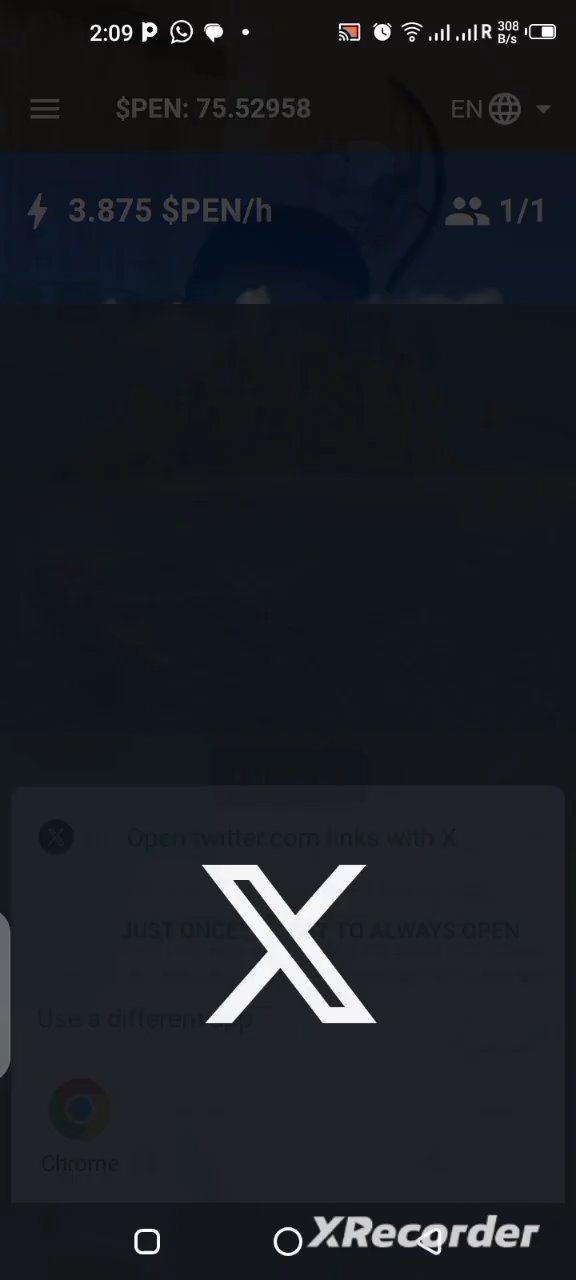 2:09
R 308 B/s
$PEN: 75.52958
EN
3.875 $PEN/h
1/1
Open twitter.com links with X
JUST ONCE TO ALWAYS OPEN
Use a different app
Chrome
XRecorder